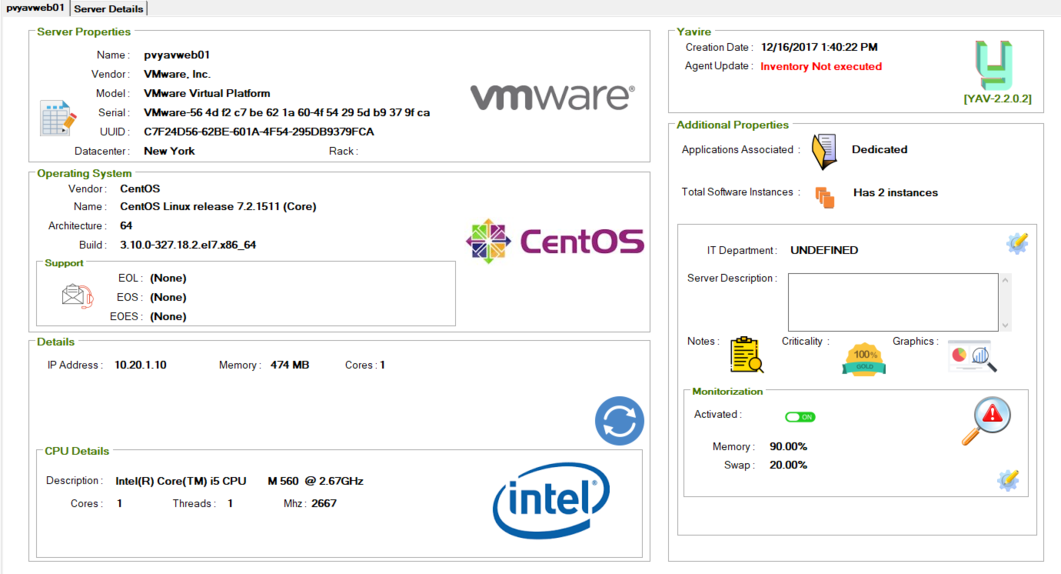 pvyavweb01 Server Details
Server Properties
Name : pvyavweb01
Vendor : VMware, Inc.
Model : VMware Virtual Platform
Serial : VMware-56 4d f2 c7 be 62 1a 60-4f 54 29 5d b9 37 9f ca
UUID : C7F24D56-62BE-601A-4F54-295DB9379FCA
Datacenter : New York Rack :
vmware®
Operating System
Vendor : CentOS
Name : CentOS Linux release 7.2.1511 (Core)
Architecture : 64
Build : 3.10.0-327.18.2.el7.x86_64
CentOS
Support
EOL : (None)
EOS : (None)
EOES : (None)
Details
IP Address : 10.20.1.10 Memory : 474 MB Cores : 1
CPU Details
Description : Intel(R) Core(TM) i5 CPU M 560 @ 2.67GHz
Cores : 1 Threads : 1 Mhz : 2667
intel®
Yavire
Creation Date : 12/16/2017 1:40:22 PM
Agent Update : Inventory Not executed
[YAV-2.2.0.2]
Additional Properties
Applications Associated : Dedicated
Total Software Instances : Has 2 instances
IT Department : UNDEFINED
Server Description :
Notes : Criticality : Graphics :
100%
GOLD
Monitorization
Activated : ON
Memory : 90.00%
Swap : 20.00%